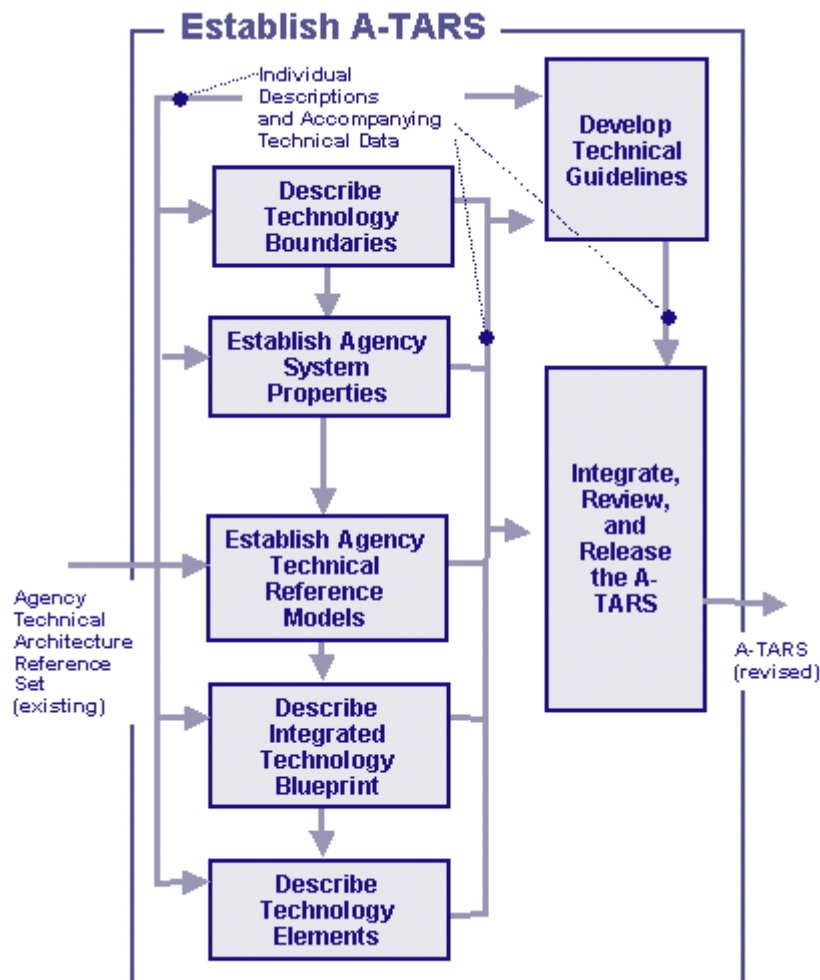 Establish A-TARS
Individual
Descriptions
and Accompanying
Technical Data
Develop
Technical
Guidelines
Describe
Technology
Boundaries
Establish Agency
System
Properties
Establish Agency
Technical
Reference
Models
Integrate,
Review,
and
Release
the A-
TARS
Agency
Technical
Architecture
Reference
Set
(existing)
A-TARS
(revised)
Describe
Integrated
Technology
Blueprint
Describe
Technology
Elements